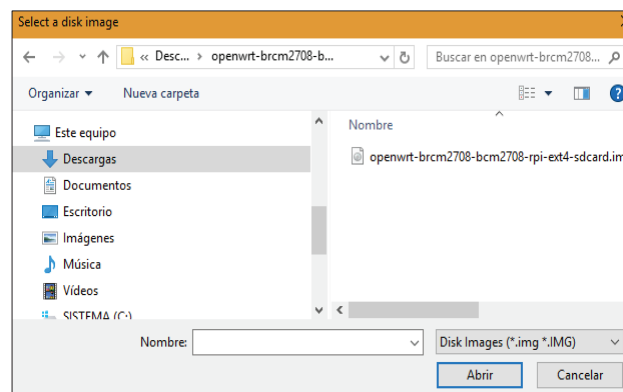 Select a disk image
« Desc... › openwrt-brcm2708-b...
Buscar en openwrt-brcm2708...
Organizar
Nueva carpeta
?
Este equipo
Descargas
Documentos
Escritorio
Imágenes
Música
Vídeos
SISTEMA (C:)
Nombre
openwrt-brcm2708-bcm2708-rpi-ext4-sdcard.im
Nombre:
Disk Images (*.img *.IMG)
Abrir
Cancelar